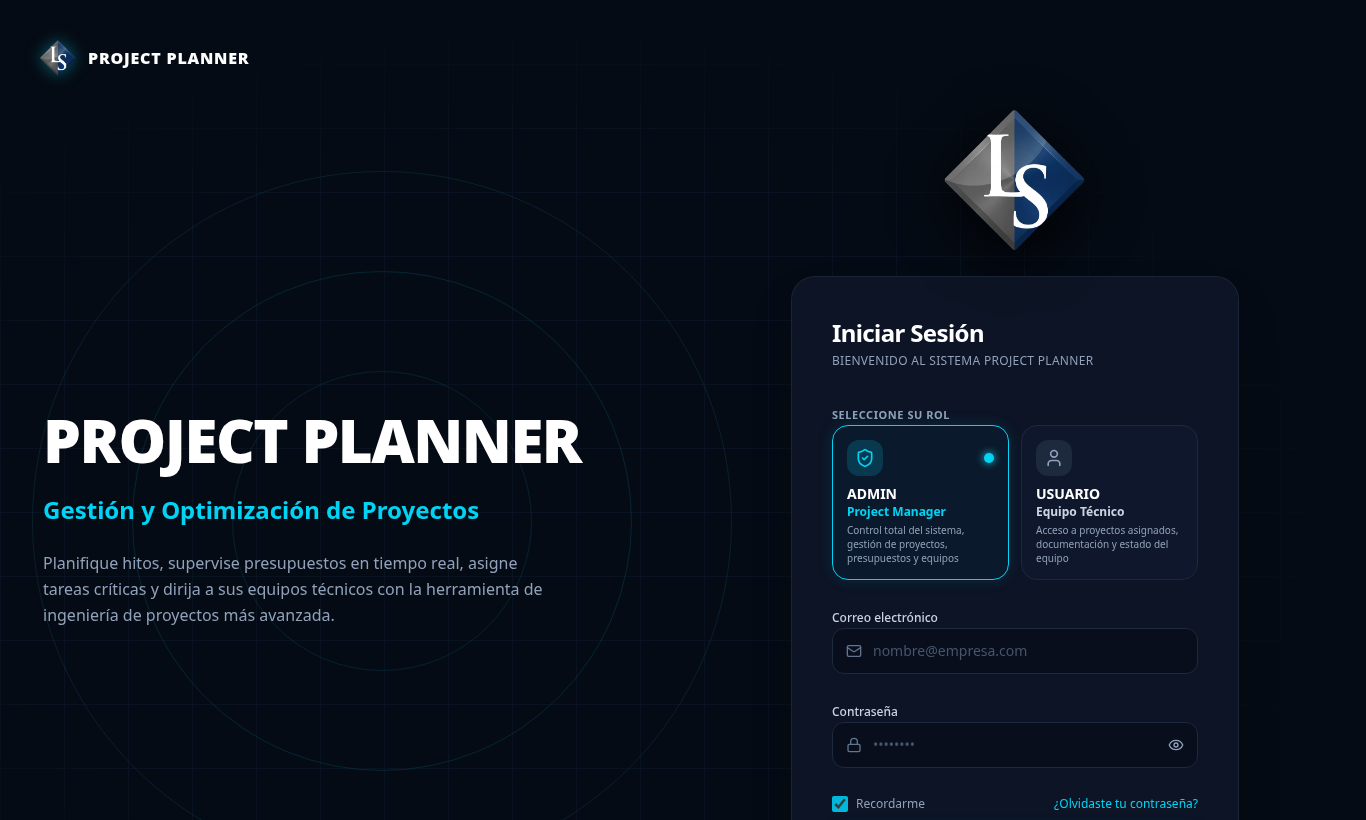 LS
PROJECT PLANNER
LS
PROJECT PLANNER
Gestión y Optimización de Proyectos
Planifique hitos, supervise presupuestos en tiempo real, asigne
tareas críticas y dirija a sus equipos técnicos con la herramienta de
ingeniería de proyectos más avanzada.
Iniciar Sesión
BIENVENIDO AL SISTEMA PROJECT PLANNER
SELECCIONE SU ROL
ADMIN
Project Manager
Control total del sistema,
gestión de proyectos,
presupuestos y equipos
USUARIO
Equipo Técnico
Acceso a proyectos asignados,
documentación y estado del
equipo
Correo electrónico
nombre@empresa.com
Contraseña
••••••••
Recordarme
¿Olvidaste tu contraseña?